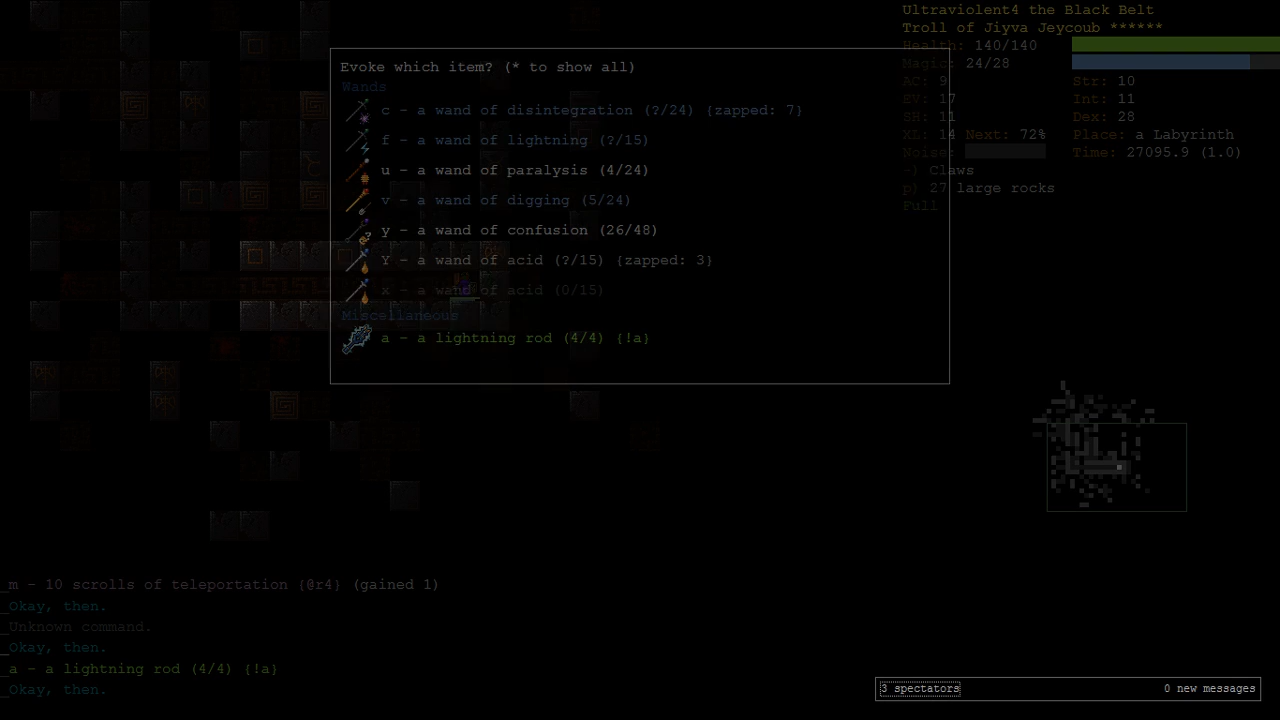 Ultraviolent4 the Black Belt
Troll of Jiyva Jeycoub ******
Health: 140/140
Magic: 24/28
AC: 9
Str: 10
EV: 17
Int: 11
SH: 11
Dex: 28
XL: 14 Next: 72%
Place: a Labyrinth
Noise:
Time: 27095.9 (1.0)
-) Claws
p) 27 large rocks
Full
Evoke which item? (* to show all)
Wands
c - a wand of disintegration (?/24) {zapped: 7}
f - a wand of lightning (?/15)
u - a wand of paralysis (4/24)
v - a wand of digging (5/24)
y - a wand of confusion (26/48)
Y - a wand of acid (?/15) {zapped: 3}
x - a wand of acid (0/15)
Miscellaneous
a - a lightning rod (4/4) {!a}
_m - 10 scrolls of teleportation {@r4} (gained 1)
_Okay, then.
_Unknown command.
_Okay, then.
_a - a lightning rod (4/4) {!a}
_Okay, then.
3 spectators
0 new messages